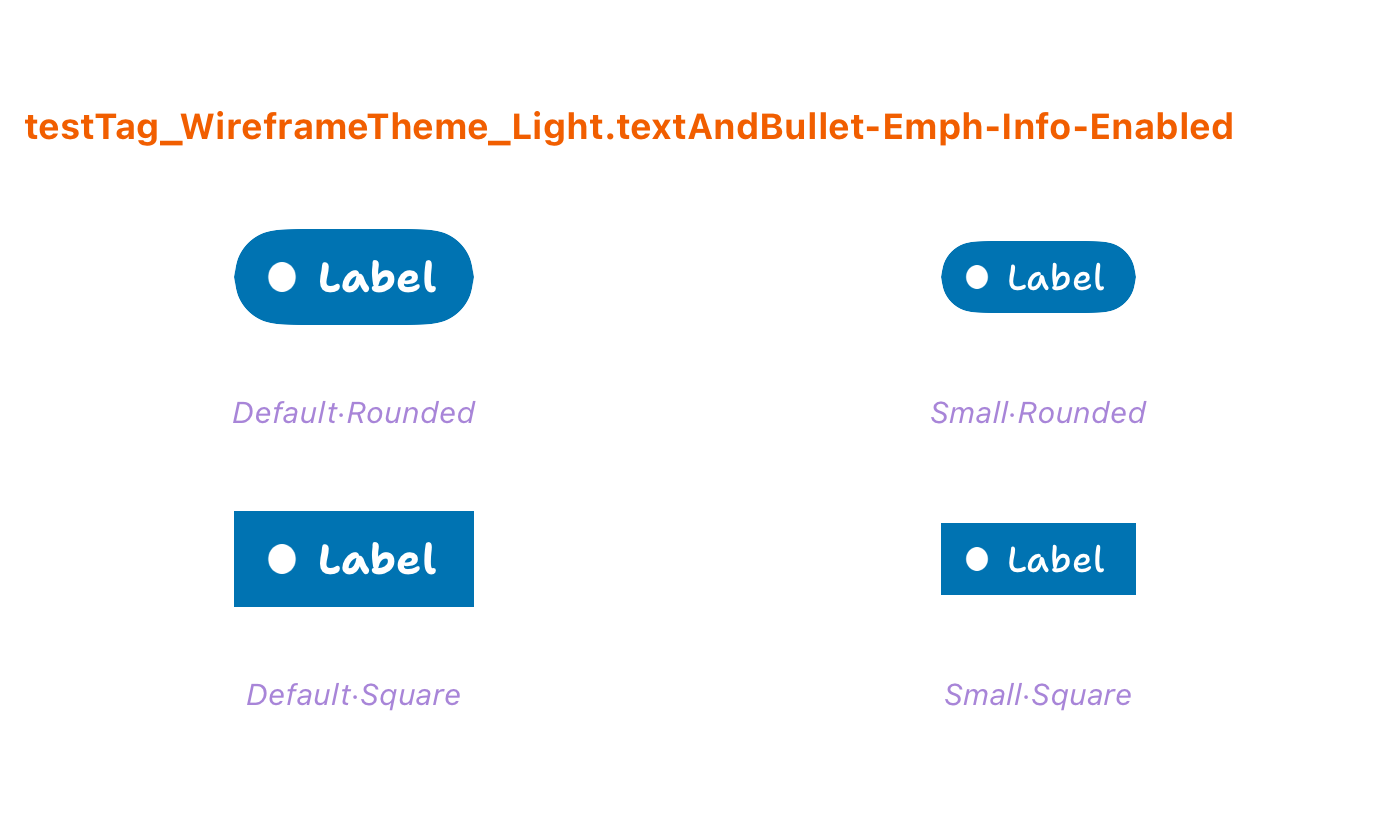 testTag_WireframeTheme_Light.textAndBullet-Emph-Info-Enabled
Label
Label
Default·Rounded
Small·Rounded
Label
Label
Default·Square
Small·Square